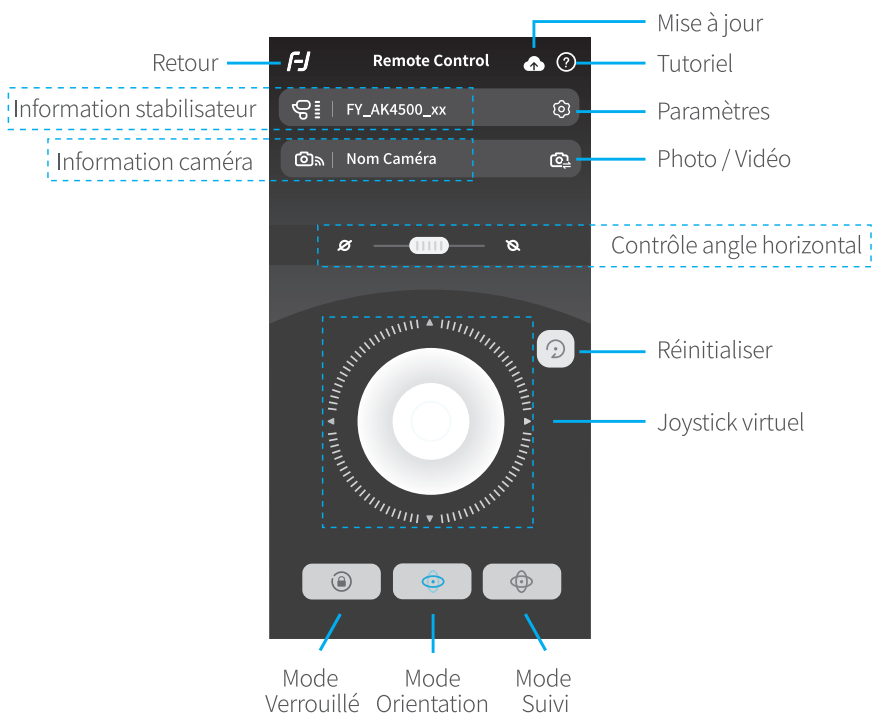 Mise à jour
Retour
Remote Control
Tutoriel
Information stabilisateur
FY_AK4500_xx
Paramètres
Information caméra
Nom Caméra
Photo / Vidéo
Contrôle angle horizontal
Réinitialiser
Joystick virtuel
Mode
Verrouillé
Mode
Orientation
Mode
Suivi